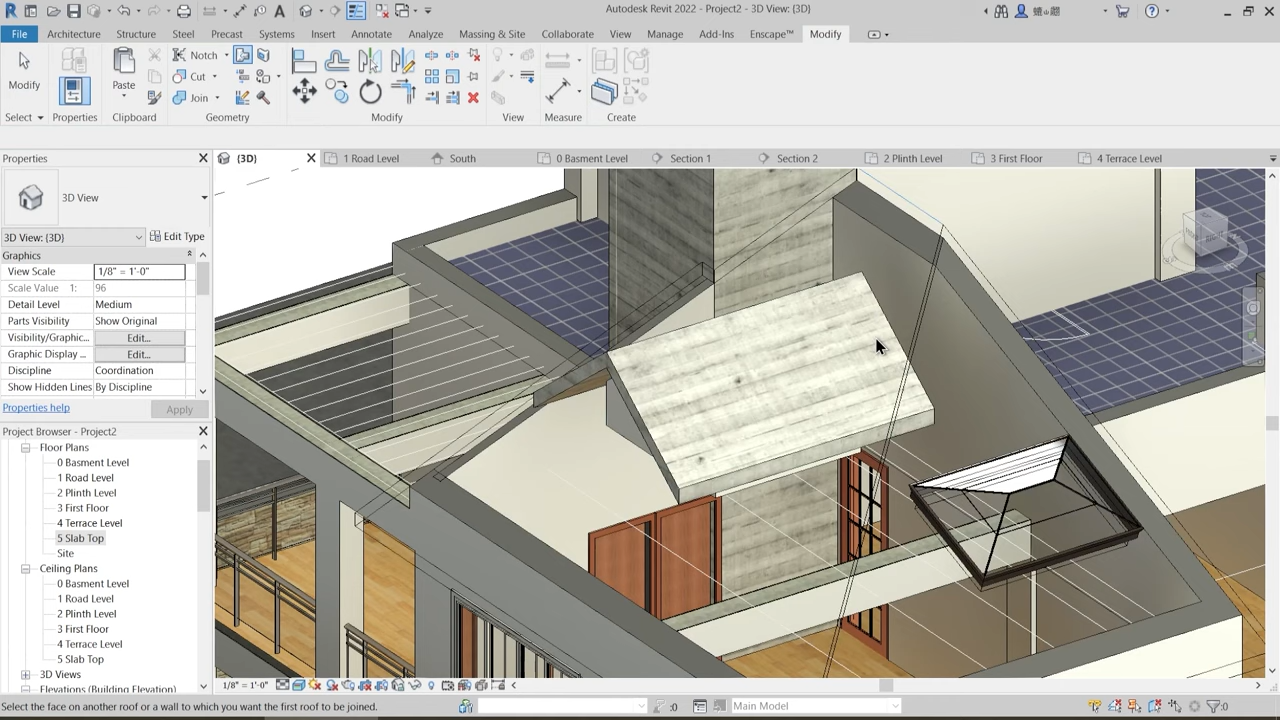 Autodesk Revit 2022 - Project2 - 3D View: {3D}
File Architecture Structure Steel Precast Systems Insert Annotate Analyze Massing & Site Collaborate View Manage Add-Ins Enscape™ Modify
Modify Paste Notch Cut Join
Select Properties Clipboard Geometry Modify View Measure Create
Properties {3D} 1 Road Level South 0 Basment Level Section 1 Section 2 2 Plinth Level 3 First Floor 4 Terrace Level
3D View
3D View: {3D} Edit Type
Graphics
View Scale 1/8" = 1'-0"
Scale Value 1: 96
Detail Level Medium
Parts Visibility Show Original
Visibility/Graphic... Edit...
Graphic Display ... Edit...
Discipline Coordination
Show Hidden Lines By Discipline
Properties help Apply
Project Browser - Project2
Floor Plans
0 Basment Level
1 Road Level
2 Plinth Level
3 First Floor
4 Terrace Level
5 Slab Top
Site
Ceiling Plans
0 Basment Level
1 Road Level
2 Plinth Level
3 First Floor
4 Terrace Level
5 Slab Top
3D Views
Elevations (Building Elevation)
1/8" = 1'-0"
Select the face on another roof or a wall to which you want the first roof to be joined. :0 Main Model :0